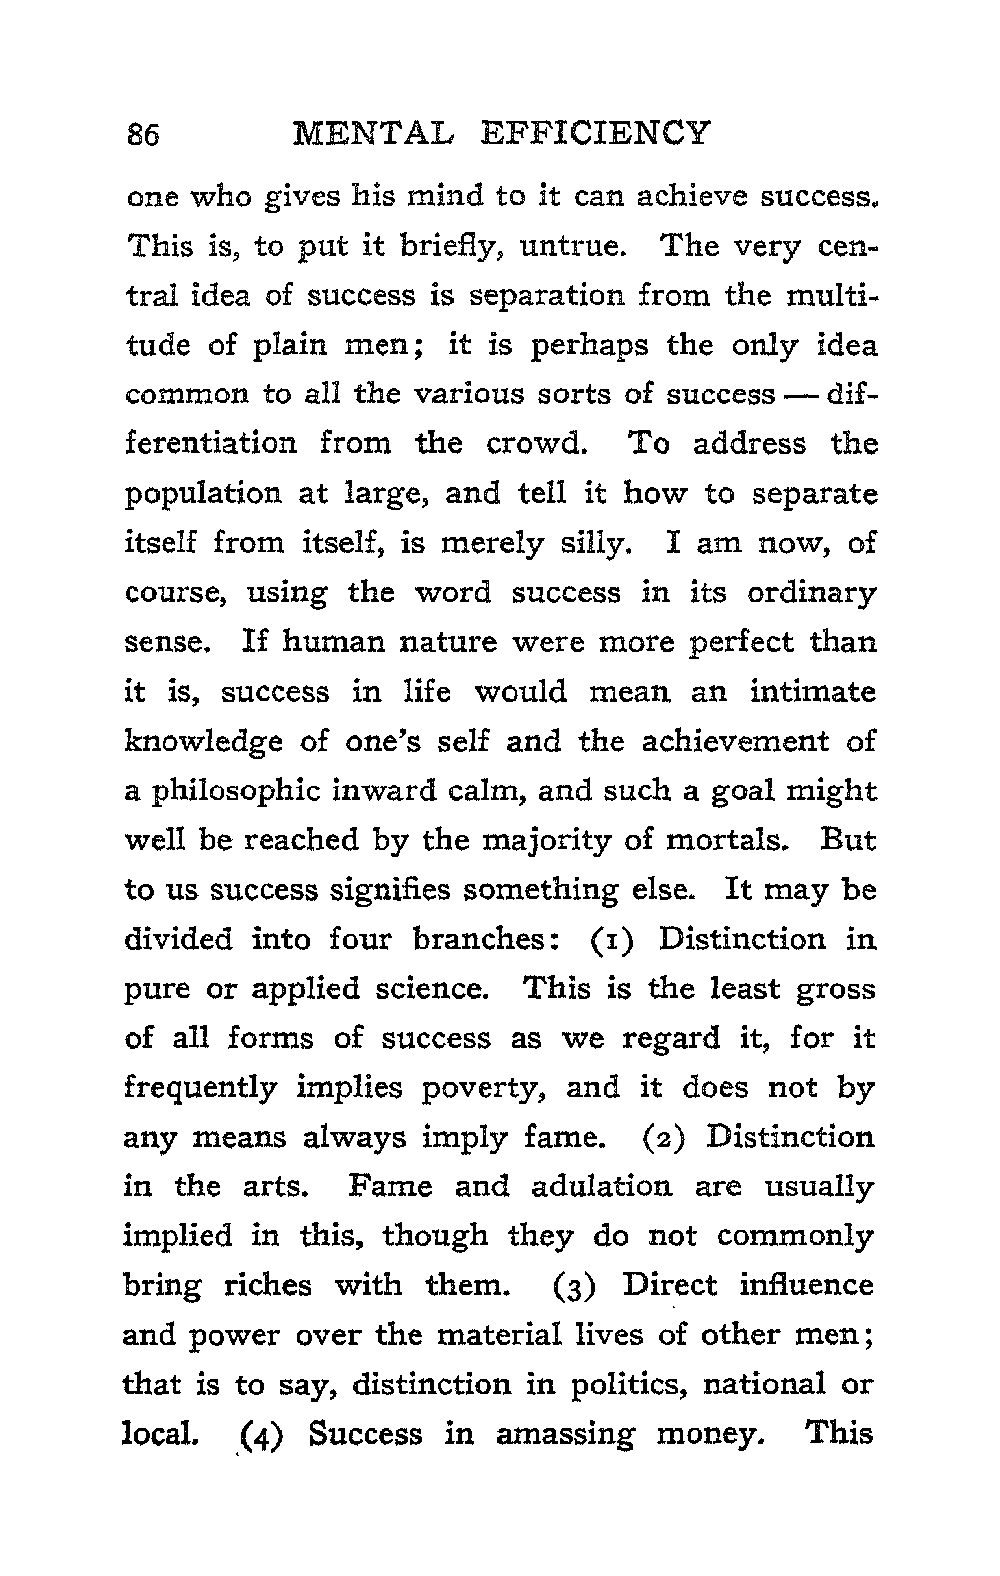 86 MENTAL EFFICIENCY
one who gives his mind to it can achieve success.
This is, to put it briefly, untrue. The very cen-
tral idea of success is separation from the multi-
tude of plain men; it is perhaps the only idea
common to all the various sorts of success — dif-
ferentiation from the crowd. To address the
population at large, and tell it how to separate
itself from itself, is merely silly. I am now, of
course, using the word success in its ordinary
sense. If human nature were more perfect than
it is, success in life would mean an intimate
knowledge of one's self and the achievement of
a philosophic inward calm, and such a goal might
well be reached by the majority of mortals. But
to us success signifies something else. It may be
divided into four branches: (1) Distinction in
pure or applied science. This is the least gross
of all forms of success as we regard it, for it
frequently implies poverty, and it does not by
any means always imply fame. (2) Distinction
in the arts. Fame and adulation are usually
implied in this, though they do not commonly
bring riches with them. (3) Direct influence
and power over the material lives of other men;
that is to say, distinction in politics, national or
local. (4) Success in amassing money. This